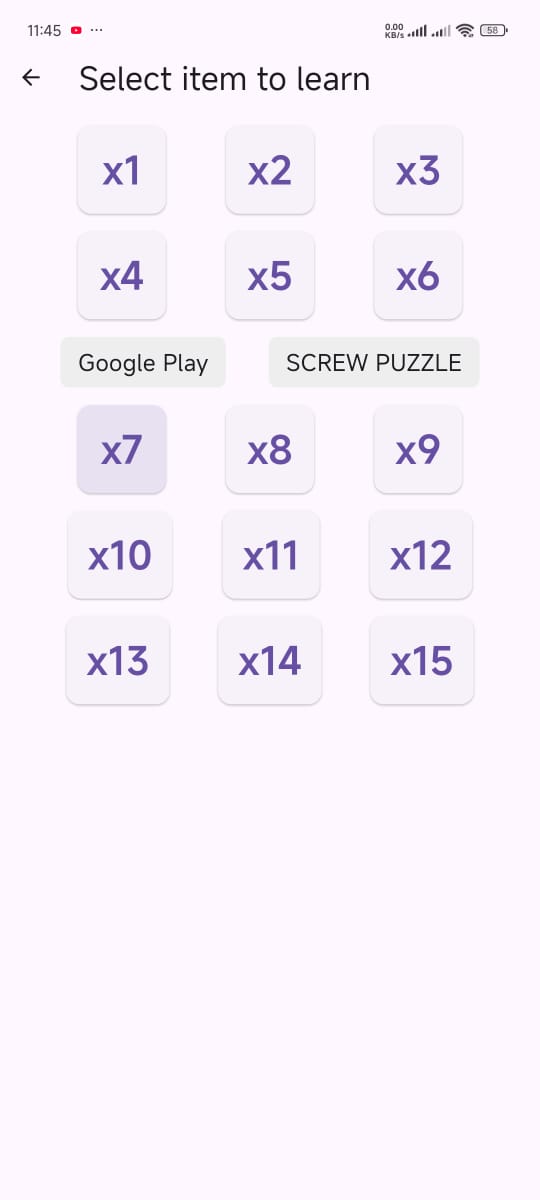 11:45
0.00 KB/s
58
Select item to learn
x1 x2 x3
x4 x5 x6
Google Play SCREW PUZZLE
x7 x8 x9
x10 x11 x12
x13 x14 x15